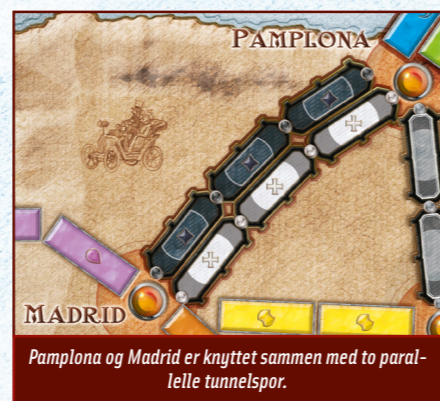 PAMPLONA
MADRID
Pamplona og Madrid er knyttet sammen med to paral-
lelle tunnelspor.